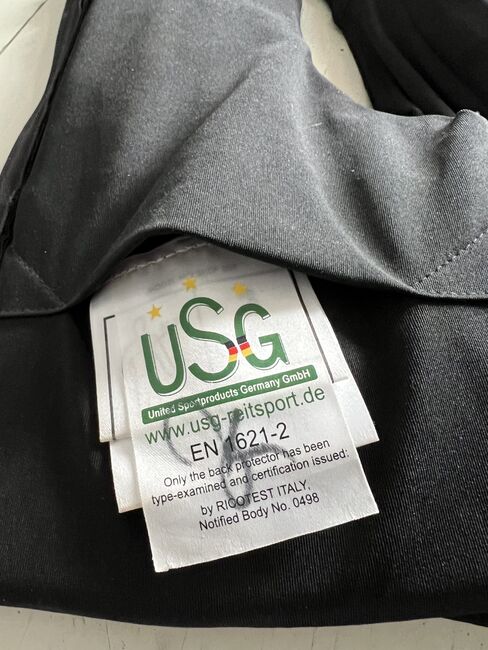 USG
United Sportproducts Germany GmbH
www.usg-reitsport.de
EN 1621-2
Only the back protector has been
type-examined and certification issued:
by RICOTEST ITALY,
Notified Body No. 0498